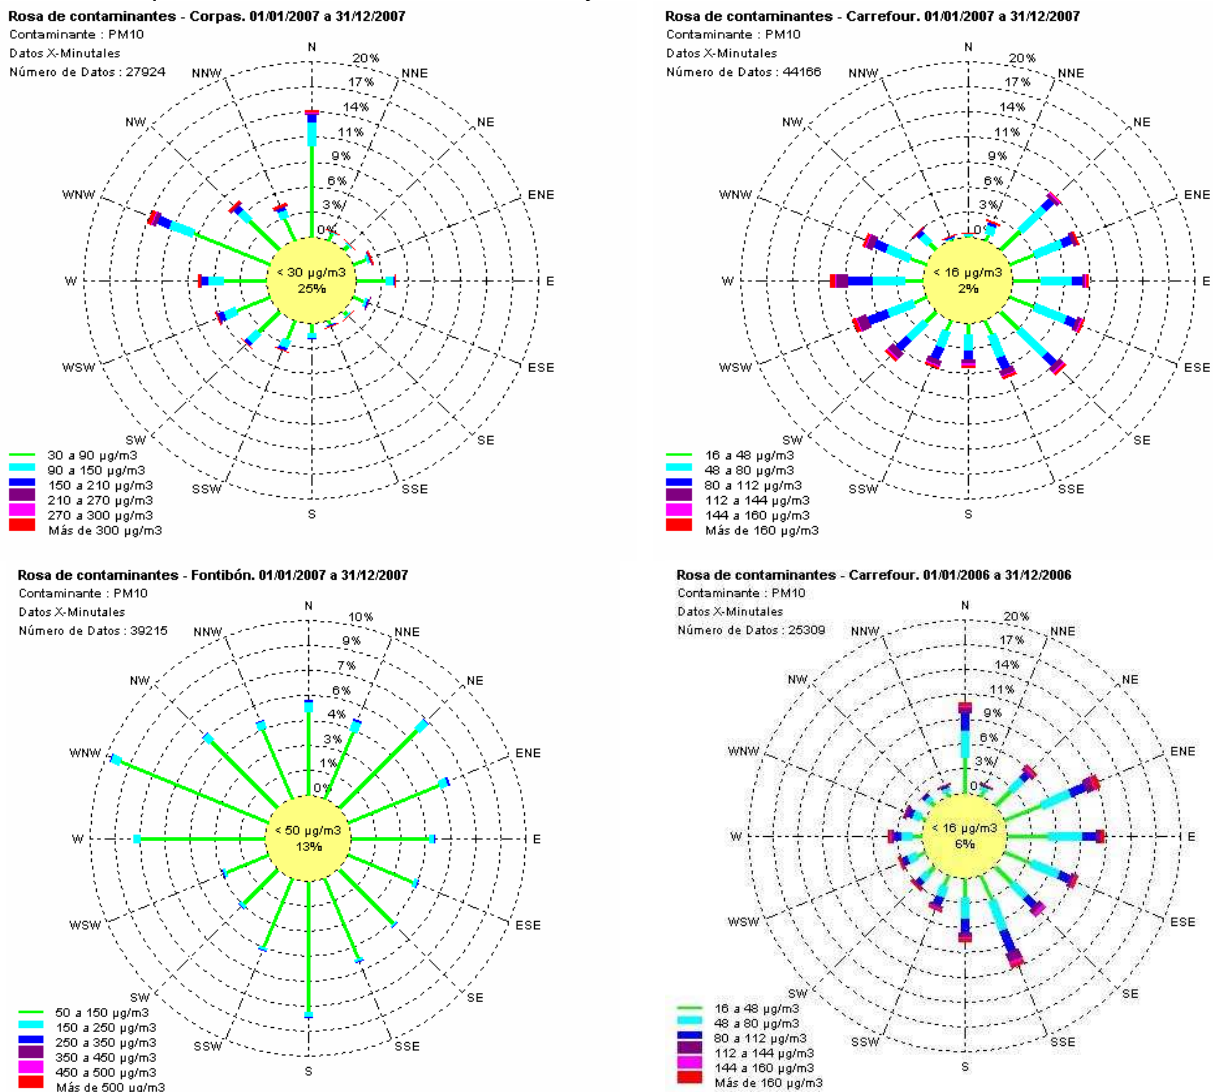 Rosa de contaminantes - Corpas. 01/01/2007 a 31/12/2007
Contaminante : PM10
Datos X-Minutales
Número de Datos : 27924
N
NNE
NE
ENE
E
ESE
SE
SSE
S
SSW
SW
WSW
W
WNW
NW
NNW
20%
17%
14%
11%
9%
6%
3%
0%
< 30 µg/m3
25%
30 a 90 µg/m3
90 a 150 µg/m3
150 a 210 µg/m3
210 a 270 µg/m3
270 a 300 µg/m3
Más de 300 µg/m3
Rosa de contaminantes - Carrefour. 01/01/2007 a 31/12/2007
Contaminante : PM10
Datos X-Minutales
Número de Datos : 44166
N
NNE
NE
ENE
E
ESE
SE
SSE
S
SSW
SW
WSW
W
WNW
NW
NNW
20%
17%
14%
11%
9%
6%
3%
0%
< 16 µg/m3
2%
16 a 48 µg/m3
48 a 80 µg/m3
80 a 112 µg/m3
112 a 144 µg/m3
144 a 160 µg/m3
Más de 160 µg/m3
Rosa de contaminantes - Fontibón. 01/01/2007 a 31/12/2007
Contaminante : PM10
Datos X-Minutales
Número de Datos : 39215
N
NNE
NE
ENE
E
ESE
SE
SSE
S
SSW
SW
WSW
W
WNW
NW
NNW
10%
9%
7%
6%
4%
3%
1%
0%
< 50 µg/m3
13%
50 a 150 µg/m3
150 a 250 µg/m3
250 a 350 µg/m3
350 a 450 µg/m3
450 a 500 µg/m3
Más de 500 µg/m3
Rosa de contaminantes - Carrefour. 01/01/2006 a 31/12/2006
Contaminante : PM10
Datos X-Minutales
Número de Datos : 25309
N
NNE
NE
ENE
E
ESE
SE
SSE
S
SSW
SW
WSW
W
WNW
NW
NNW
20%
17%
14%
11%
9%
6%
3%
0%
< 16 µg/m3
6%
16 a 48 µg/m3
48 a 80 µg/m3
80 a 112 µg/m3
112 a 144 µg/m3
144 a 160 µg/m3
Más de 160 µg/m3